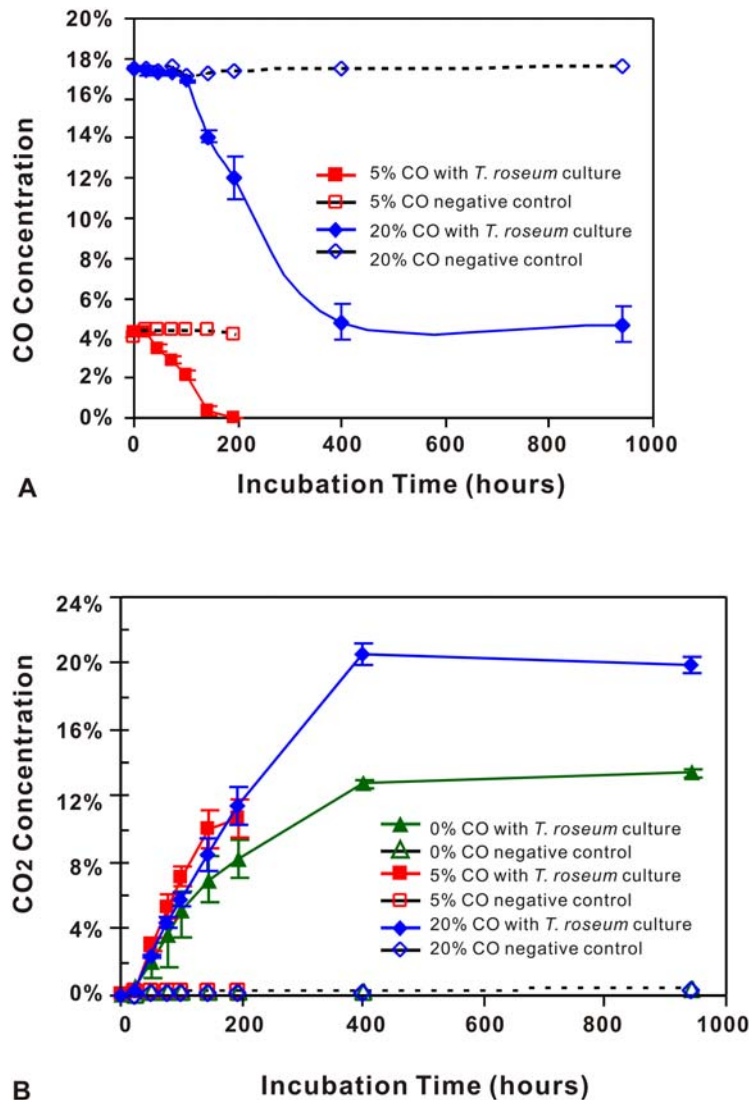 20%
18%
16%
14%
12%
10%
8%
6%
4%
2%
0%
CO Concentration
5% CO with T. roseum culture
5% CO negative control
20% CO with T. roseum culture
20% CO negative control
0 200 400 600 800 1000
A
Incubation Time (hours)
24%
20%
16%
12%
8%
4%
0%
CO2 Concentration
0% CO with T. roseum culture
0% CO negative control
5% CO with T. roseum culture
5% CO negative control
20% CO with T. roseum culture
20% CO negative control
0 200 400 600 800 1000
B
Incubation Time (hours)